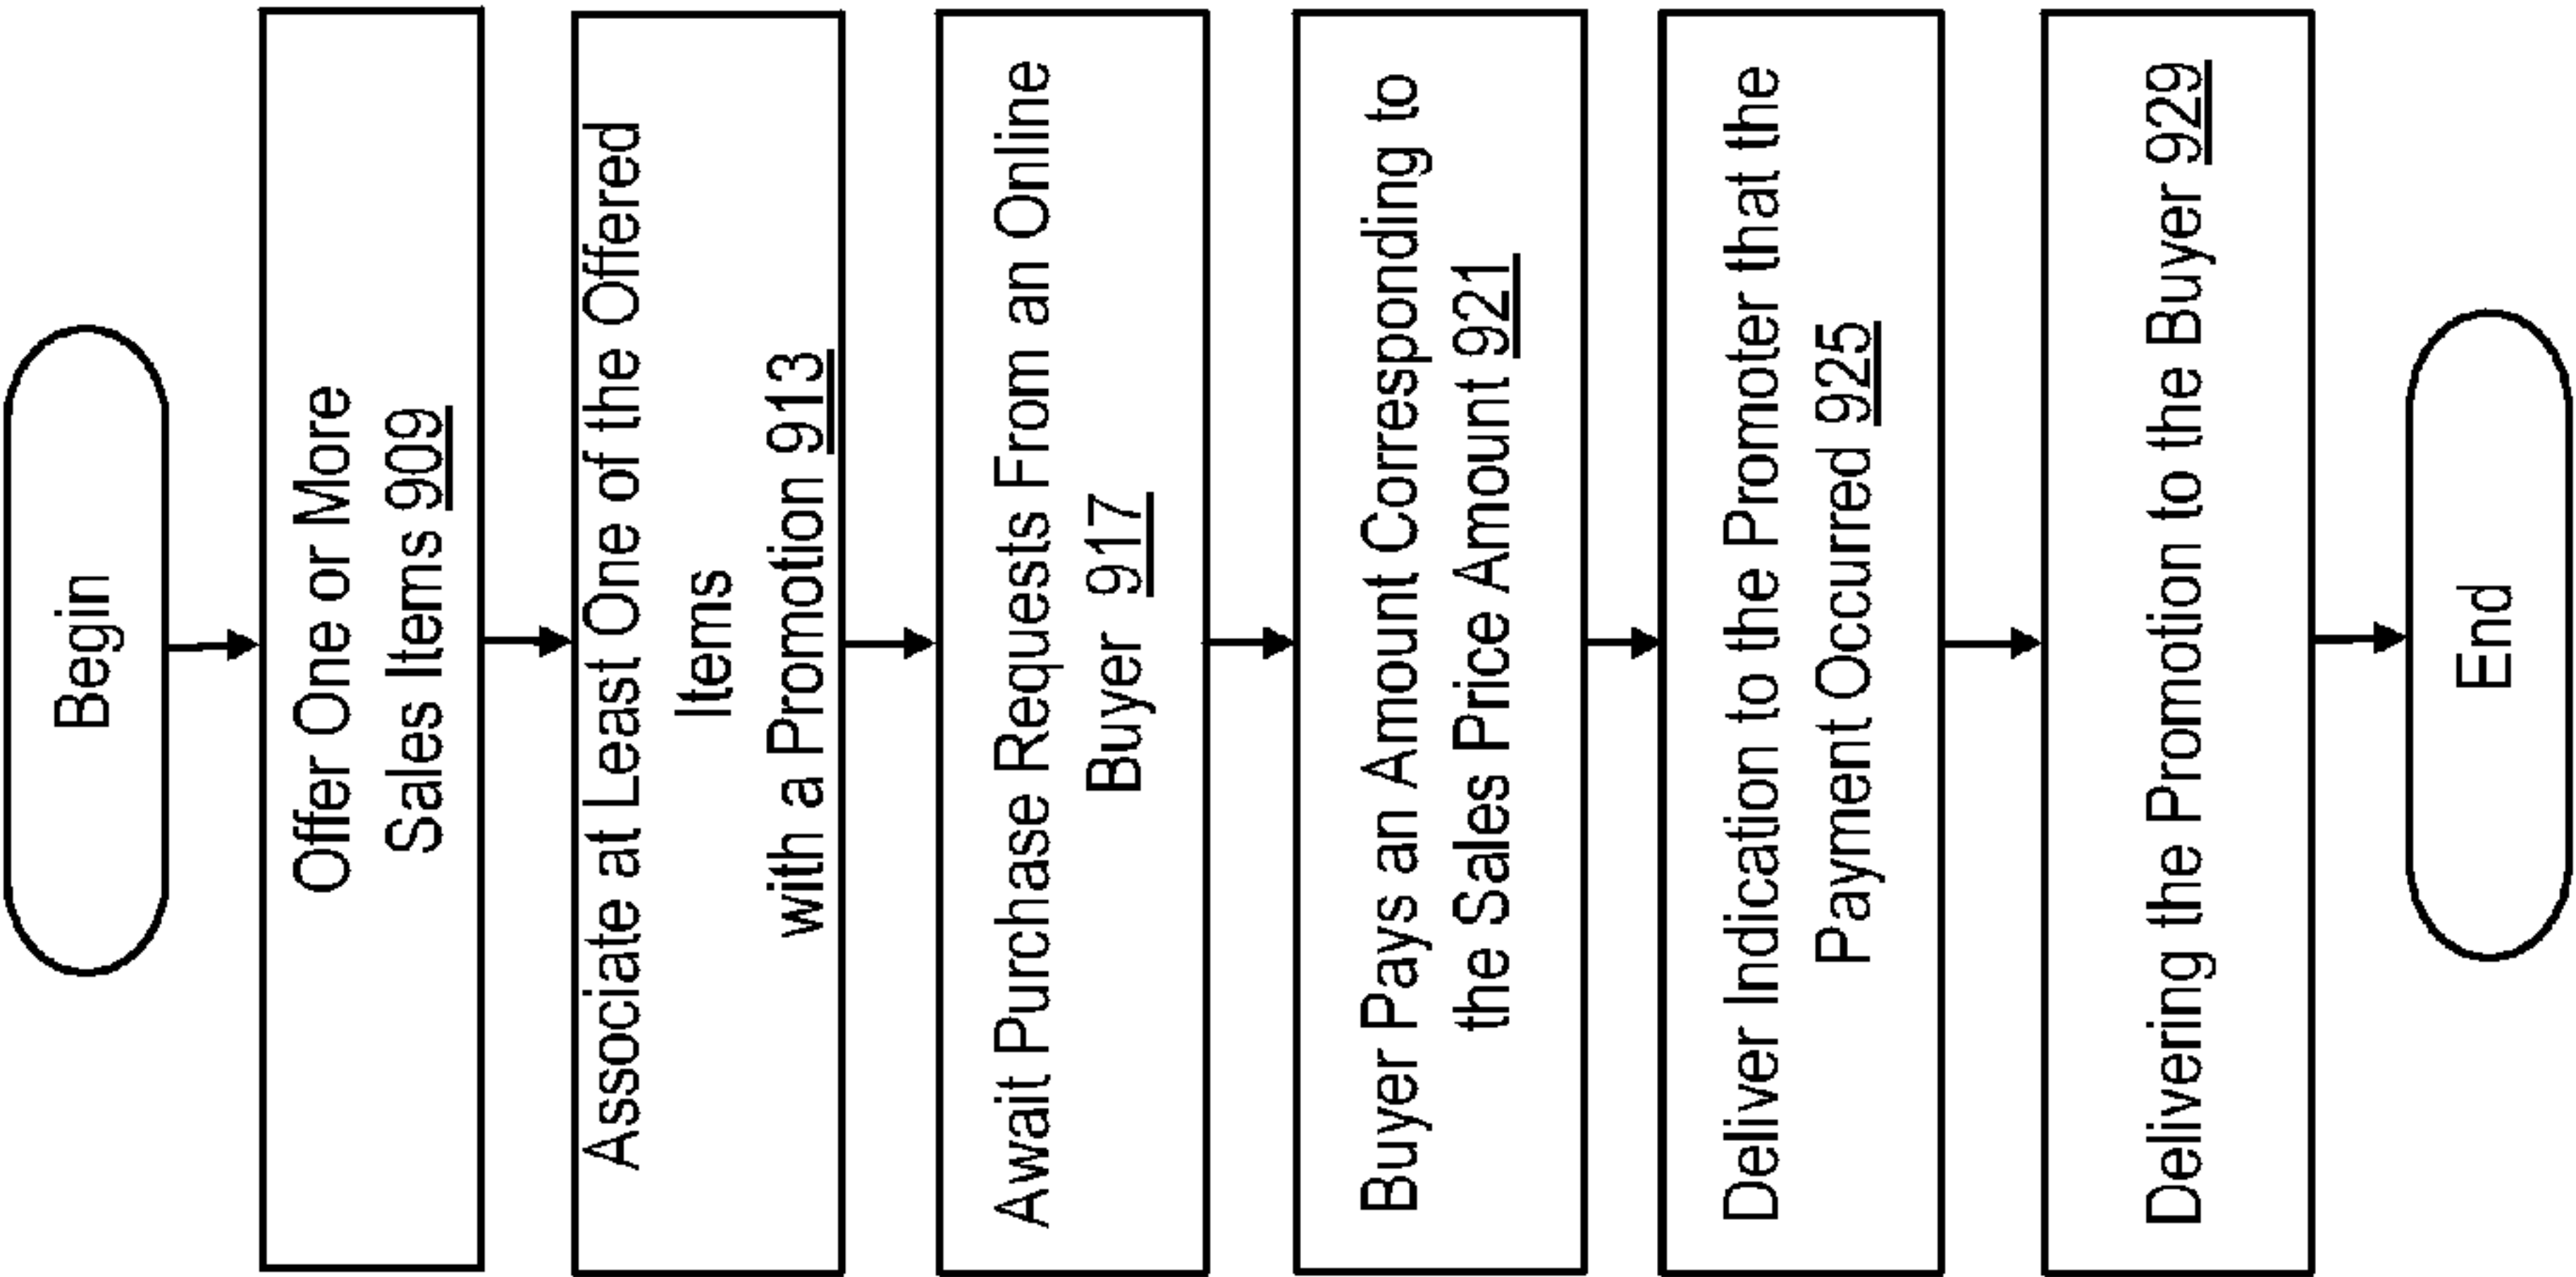 Begin
Offer One or More
Sales Items 909
Associate at Least One of the Offered
Items
with a Promotion 913
Await Purchase Requests From an Online
Buyer 917
Buyer Pays an Amount Corresponding to
the Sales Price Amount 921
Deliver Indication to the Promoter that the
Payment Occurred 925
Delivering the Promotion to the Buyer 929
End